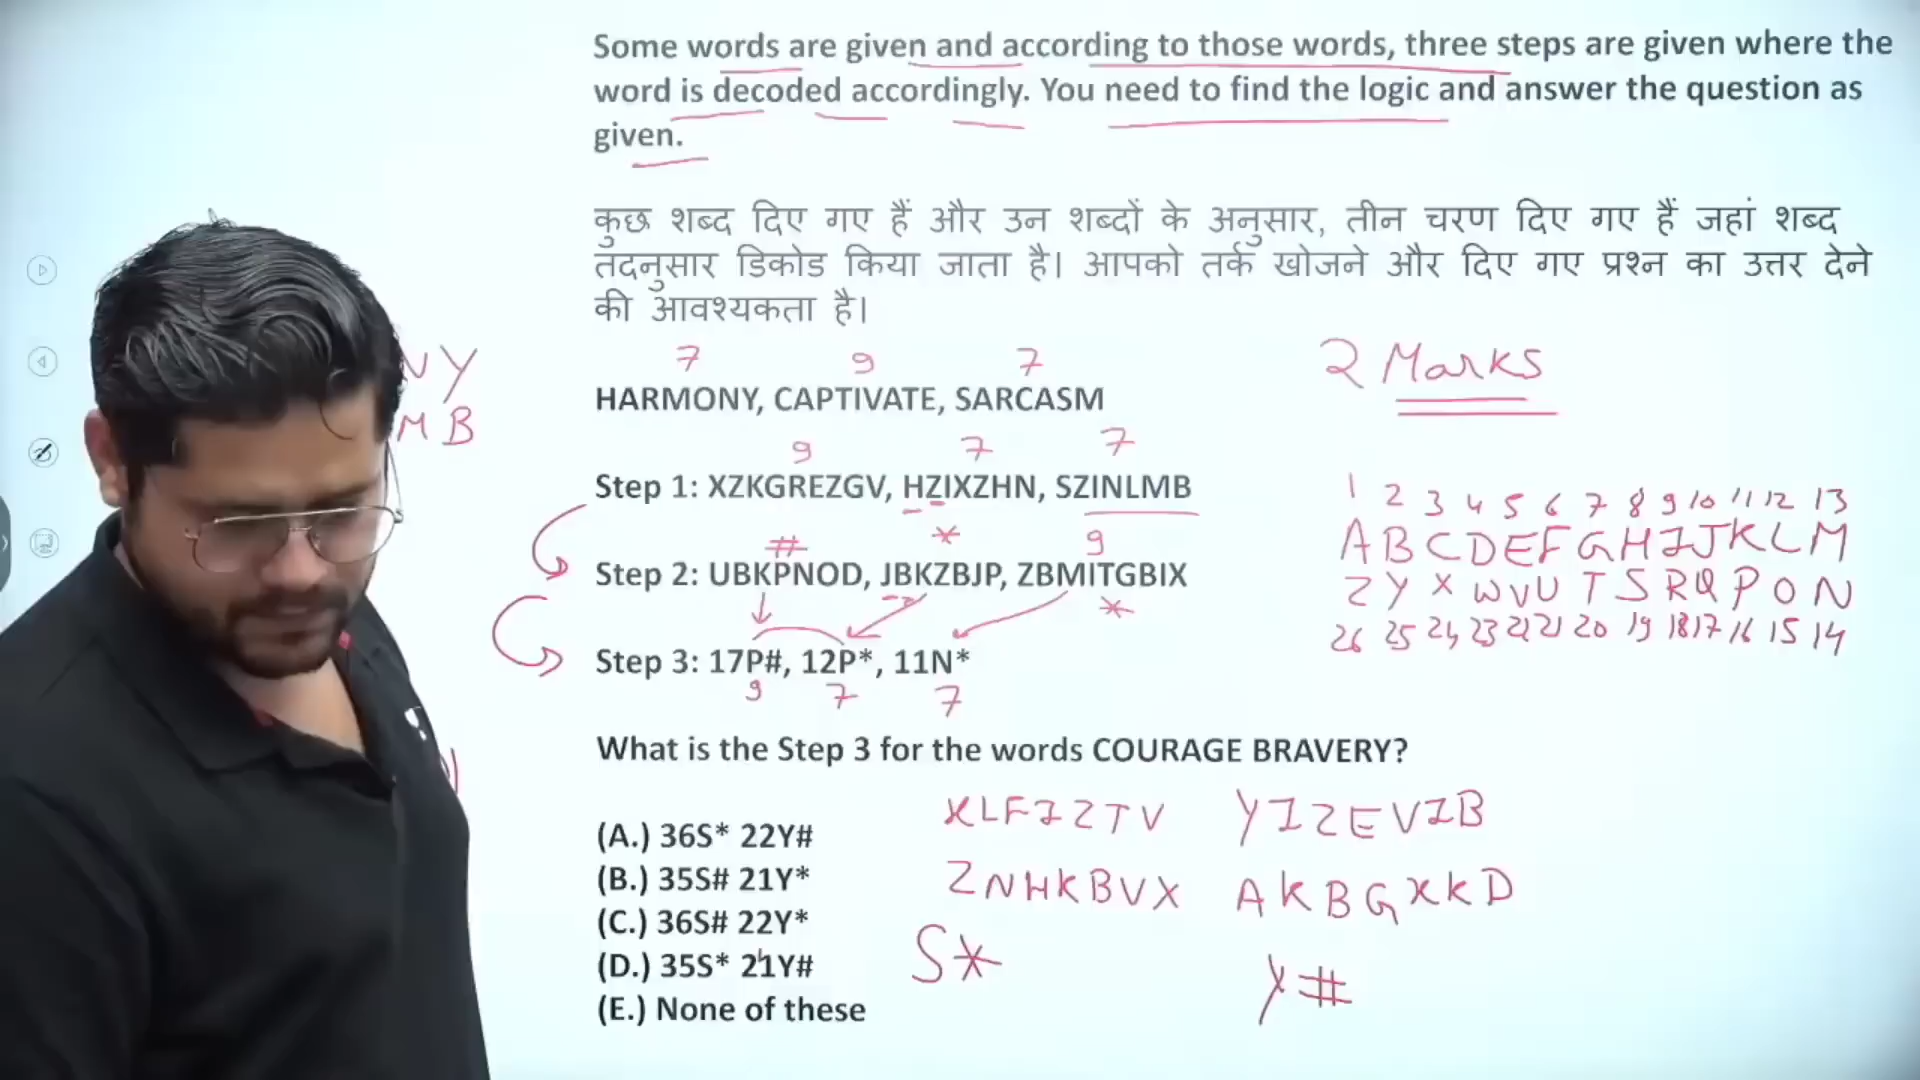 Some words are given and according to those words, three steps are given where the
word is decoded accordingly. You need to find the logic and answer the question as
given.
कुछ शब्द दिए गए हैं और उन शब्दों के अनुसार, तीन चरण दिए गए हैं जहां शब्द
तदनुसार डिकोड किया जाता है। आपको तर्क खोजने और दिए गए प्रश्न का उत्तर देने
की आवश्यकता है।
7 9 7
2 Marks
V Y
HARMONY, CAPTIVATE, SARCASM
M B
9 7 7
Step 1: XZKGREZGV, HZIXZHN, SZINLMB
1 2 3 4 5 6 7 8 9 10 11 12 13
# * 9
A B C D E F G H I J K L M
Step 2: UBKPNOD, JBKZBJP, ZBMITGBIX
Z Y X W V U T S R Q P O N
*
26 25 24 23 22 21 20 19 18 17 16 15 14
Step 3: 17P#, 12P*, 11N*
9 7 7
What is the Step 3 for the words COURAGE BRAVERY?
XLFIZTV YIZEVIB
(A.) 36S* 22Y#
(B.) 35S# 21Y*
ZNHKBVX AKBGXKD
(C.) 36S# 22Y*
(D.) 35S* 21Y#
S* Y#
(E.) None of these